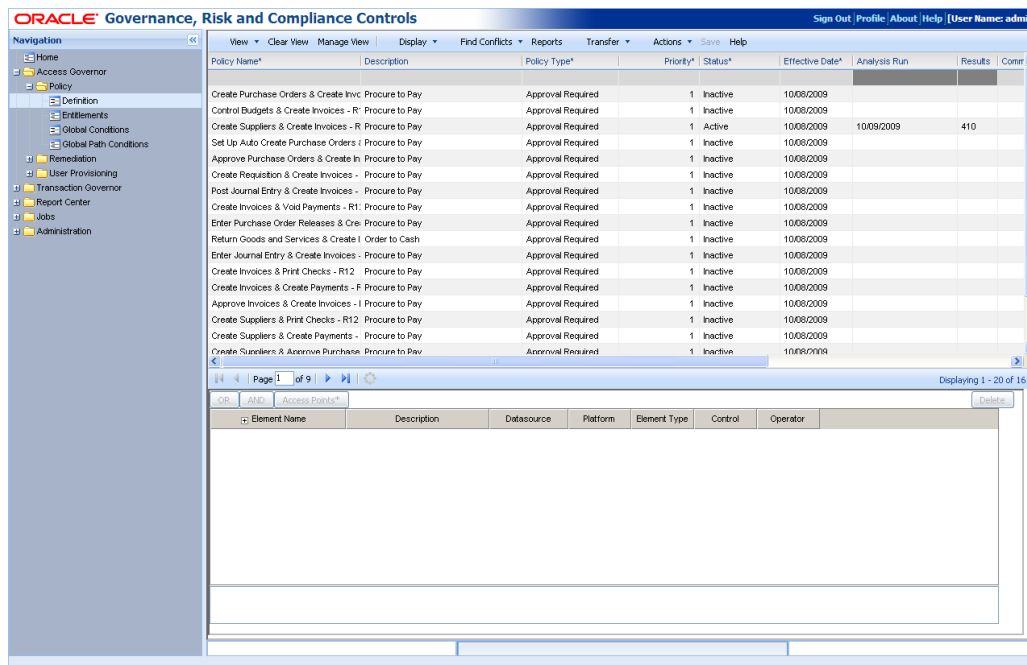 ORACLE Governance, Risk and Compliance Controls
Sign Out Profile About Help [User Name: admi
Navigation
Home
Access Governor
Policy
Definition
Entitlements
Global Conditions
Global Path Conditions
Remediation
User Provisioning
Transaction Governor
Report Center
Jobs
Administration
View Clear View Manage View Display Find Conflicts Reports Transfer Actions Save Help
Policy Name* Description Policy Type* Priority* Status* Effective Date* Analysis Run Results Comm
Create Purchase Orders & Create Invc Procure to Pay Approval Required 1 Inactive 10/08/2009
Control Budgets & Create Invoices - R1 Procure to Pay Approval Required 1 Inactive 10/08/2009
Create Suppliers & Create Invoices - R Procure to Pay Approval Required 1 Active 10/08/2009 10/09/2009 410
Set Up Auto Create Purchase Orders & Procure to Pay Approval Required 1 Inactive 10/08/2009
Approve Purchase Orders & Create In Procure to Pay Approval Required 1 Inactive 10/08/2009
Create Requisition & Create Invoices - Procure to Pay Approval Required 1 Inactive 10/08/2009
Post Journal Entry & Create Invoices - Procure to Pay Approval Required 1 Inactive 10/08/2009
Create Invoices & Void Payments - R1 Procure to Pay Approval Required 1 Inactive 10/08/2009
Enter Purchase Order Releases & Cre Procure to Pay Approval Required 1 Inactive 10/08/2009
Return Goods and Services & Create I Order to Cash Approval Required 1 Inactive 10/08/2009
Enter Journal Entry & Create Invoices - Procure to Pay Approval Required 1 Inactive 10/08/2009
Create Invoices & Print Checks - R12 Procure to Pay Approval Required 1 Inactive 10/08/2009
Create Invoices & Create Payments - F Procure to Pay Approval Required 1 Inactive 10/08/2009
Approve Invoices & Create Invoices - I Procure to Pay Approval Required 1 Inactive 10/08/2009
Create Suppliers & Print Checks - R12 Procure to Pay Approval Required 1 Inactive 10/08/2009
Create Suppliers & Create Payments - Procure to Pay Approval Required 1 Inactive 10/08/2009
Create Suppliers & Approve Purchase Procure to Pay Approval Required 1 Inactive 10/08/2009
Page 1 of 9
Displaying 1 - 20 of 16
OR AND Access Points* Delete
Element Name Description Datasource Platform Element Type Control Operator